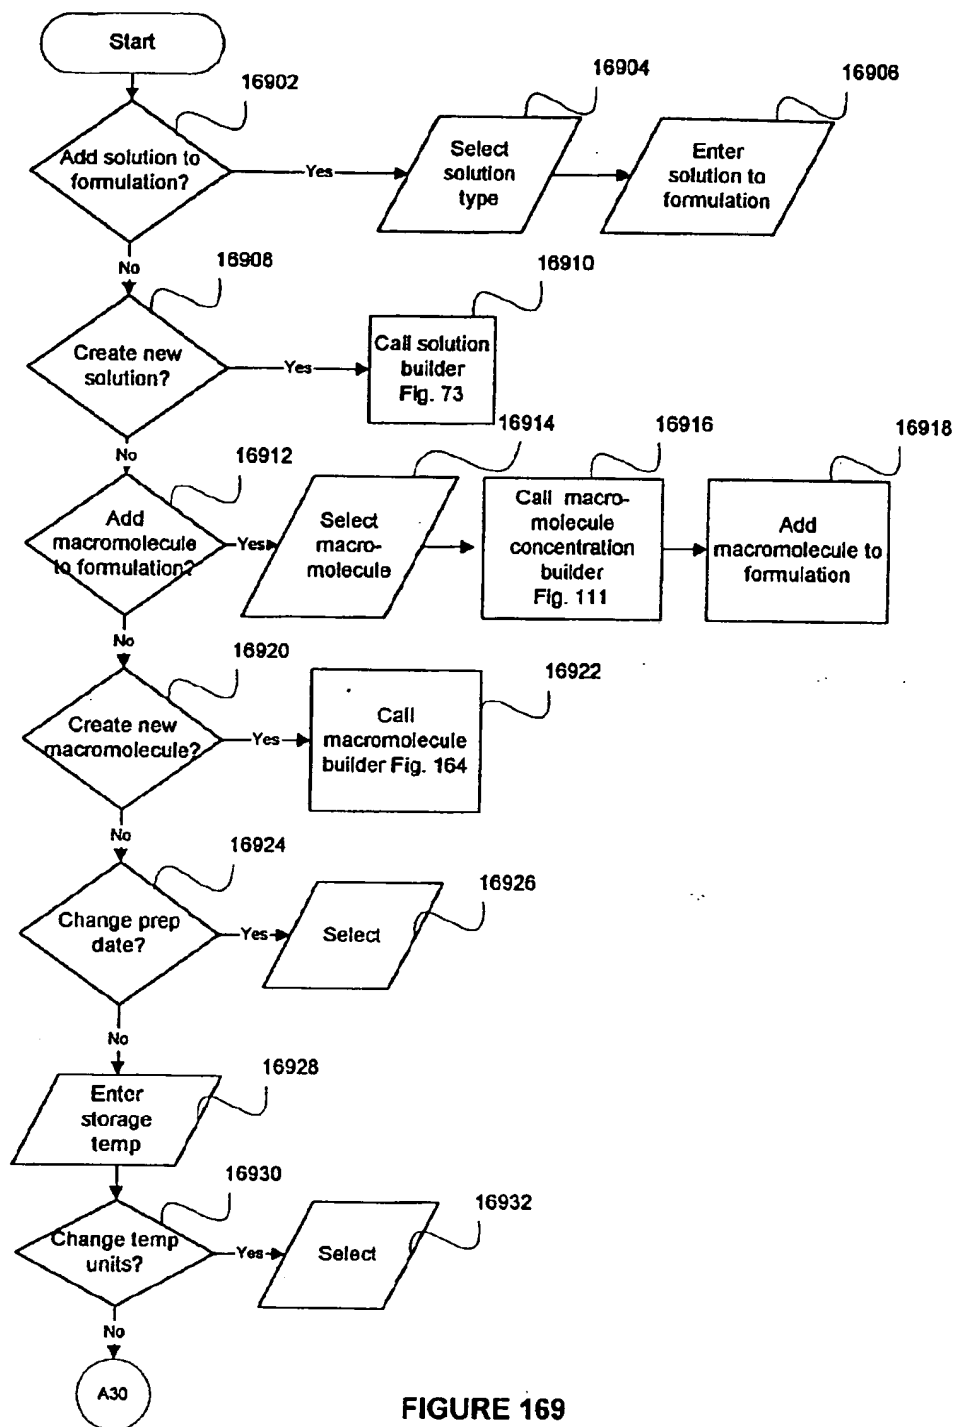 Start
16902
Add solution to
formulation?
Yes
16904
Select
solution
type
16906
Enter
solution to
formulation
No
16908
Create new
solution?
Yes
16910
Call solution
builder
Fig. 73
No
16912
Add
macromolecule
to formulation?
Yes
16914
Select
macro-
molecule
16916
Call macro-
molecule
concentration
builder
Fig. 111
16918
Add
macromolecule to
formulation
No
16920
Create new
macromolecule?
Yes
16922
Call
macromolecule
builder Fig. 164
No
16924
Change prep
date?
Yes
16926
Select
No
16928
Enter
storage
temp
16930
Change temp
units?
Yes
16932
Select
No
A30
FIGURE 169